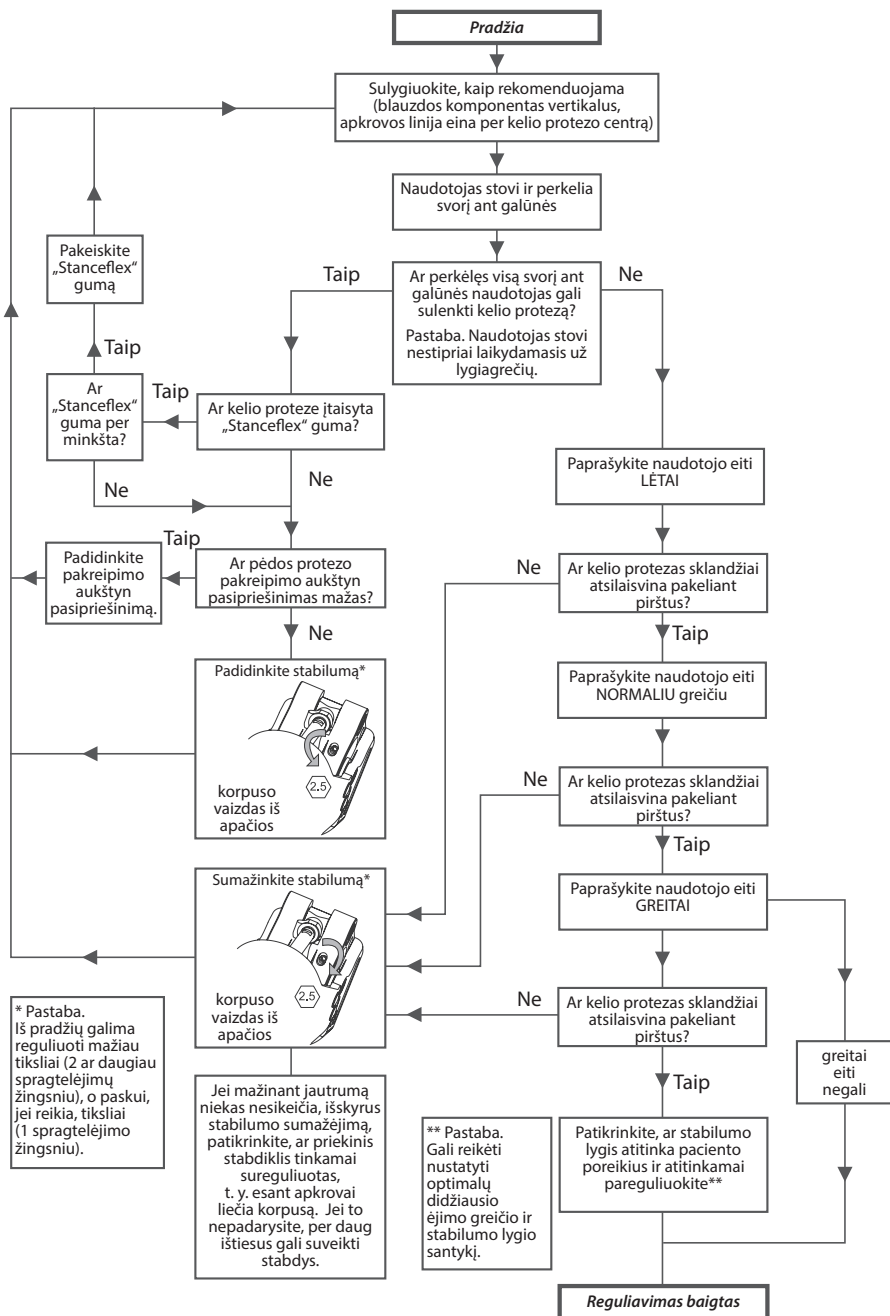 Pradžia
Sulygiuokite, kaip rekomenduojama
(blauzdos komponentas vertikalus,
apkrovos linija eina per kelio protezo centrą)
Naudotojas stovi ir perkelia
svorį ant galūnės
Pakeiskite
„Stanceflex“
gumą
Taip
Ar perkėlęs visą svorį ant
galūnės naudotojas gali
sulenkti kelio protezą?
Pastaba. Naudotojas stovi
nestipriai laikydamasis už
lygiagrečių.
Ne
Taip
Ar
„Stanceflex“
guma per
minkšta?
Taip
Ar kelio proteze įtaisyta
„Stanceflex“ guma?
Ne
Ne
Paprašykite naudotojo eiti
LĖTAI
Padidinkite
pakreipimo
aukštyn
pasipriešinimą.
Taip
Ar pėdos protezo
pakreipimo aukštyn
pasipriešinimas mažas?
Ne
Ne
Ar kelio protezas sklandžiai
atsilaisvina pakeliant
pirštus?
Taip
Padidinkite stabilumą*
2.5
korpuso
vaizdas iš
apačios
Paprašykite naudotojo eiti
NORMALIU greičiu
Ne
Ar kelio protezas sklandžiai
atsilaisvina pakeliant
pirštus?
Taip
Sumažinkite stabilumą*
2.5
korpuso
vaizdas iš
apačios
Paprašykite naudotojo eiti
GREITAI
Ne
Ar kelio protezas sklandžiai
atsilaisvina pakeliant
pirštus?
Taip
greitai
eiti
negali
* Pastaba.
Iš pradžių galima
reguliuoti mažiau
tiksliai (2 ar daugiau
spragtelėjimų
žingsniu), o paskui,
jei reikia, tiksliai
(1 spragtelėjimo
žingsniu).
Jei mažinant jautrumą
niekas nesikeičia, išskyrus
stabilumo sumažėjimą,
patikrinkite, ar priekinis
stabdiklis tinkamai
sureguliuotas,
t. y. esant apkrovai
liečia korpusą. Jei to
nepadarysite, per daug
ištiesus gali suveikti
stabdys.
** Pastaba.
Gali reikėti
nustatyti
optimalų
didžiausio
ėjimo greičio ir
stabilumo lygio
santykį.
Patikrinkite, ar stabilumo
lygis atitinka paciento
poreikius ir atitinkamai
pareguliuokite**
Reguliavimas baigtas